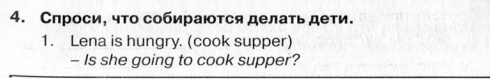 4. Спроси, что собираются делать дети.
1. Lena is hungry. (cook supper)
– Is she going to cook supper?